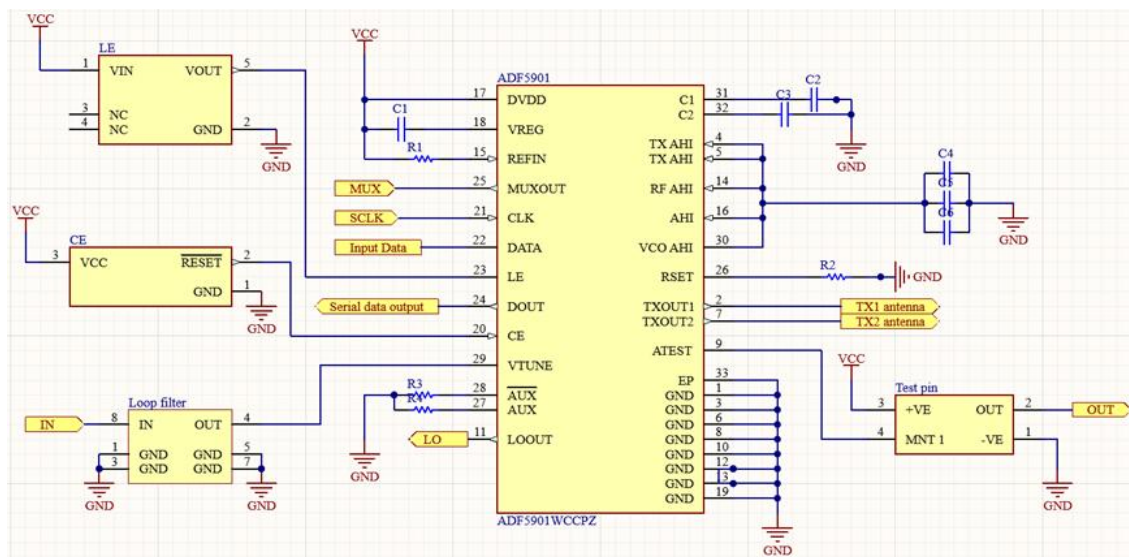 VCC
LE
1 VIN VOUT 5
3 NC
4 NC GND 2
GND
VCC
CE
3 VCC RESET 2
GND 1
GND
Loop filter
IN 8 IN OUT 4
1 GND GND 5
3 GND GND 7
GND GND
VCC
C1
R1
MUX
SCLK
Input Data
Serial data output
R3
R4
LO
GND
ADF5901
17 DVDD C1 31
18 VREG C2 32
15 REFIN TX AHI 4
TX AHI 5
25 MUXOUT RF AHI 14
21 CLK AHI 16
22 DATA VCO AHI 30
23 LE RSET 26
24 DOUT TXOUT1 2
TXOUT2 7
20 CE ATEST 9
29 VTUNE EP 33
28 AUX GND 1
27 AUX GND 3
GND 6
11 LOOUT GND 8
GND 10
GND 12
GND 13
GND 19
ADF5901WCCPZ
C2
C3
GND
C4
C5
C6
GND
R2
GND
TX1 antenna
TX2 antenna
VCC
Test pin
3 +VE OUT 2 OUT
4 MNT 1 -VE 1
GND
GND